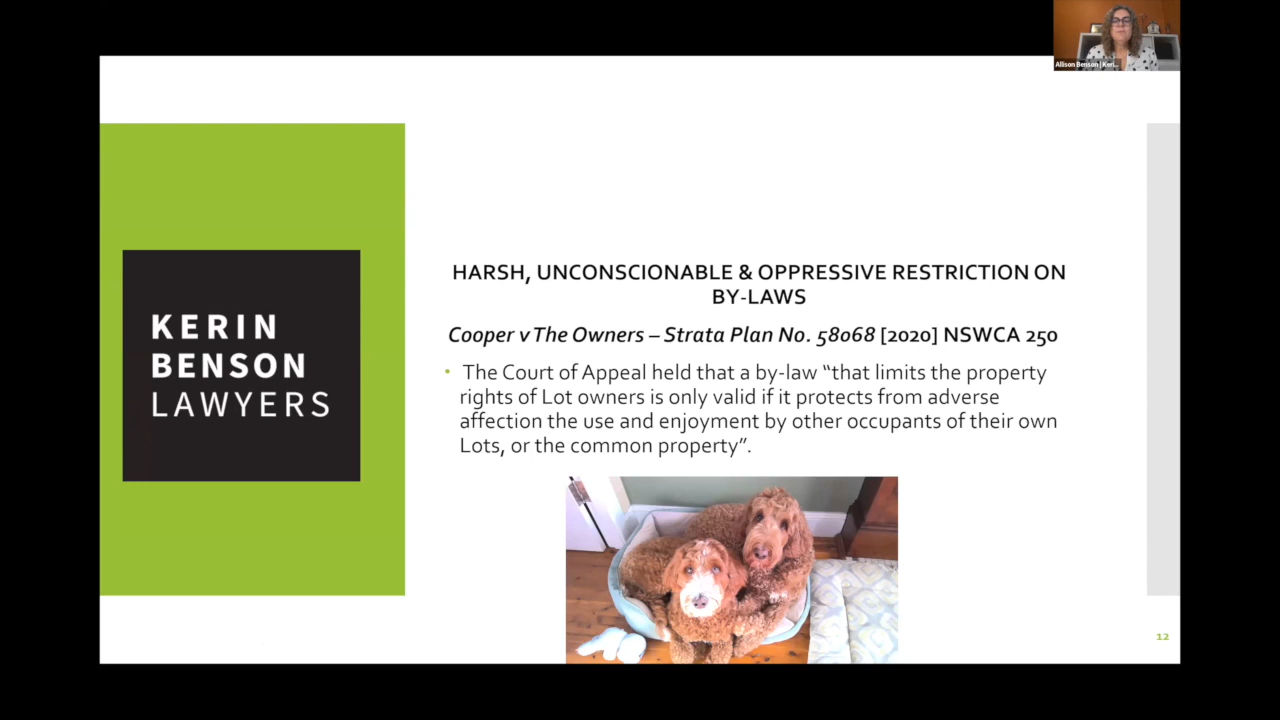 Allison Benson | Keri...
KERIN
BENSON
LAWYERS
HARSH, UNCONSCIONABLE & OPPRESSIVE RESTRICTION ON
BY-LAWS
Cooper v The Owners – Strata Plan No. 58068 [2020] NSWCA 250
• The Court of Appeal held that a by-law “that limits the property
rights of Lot owners is only valid if it protects from adverse
affection the use and enjoyment by other occupants of their own
Lots, or the common property”.
12